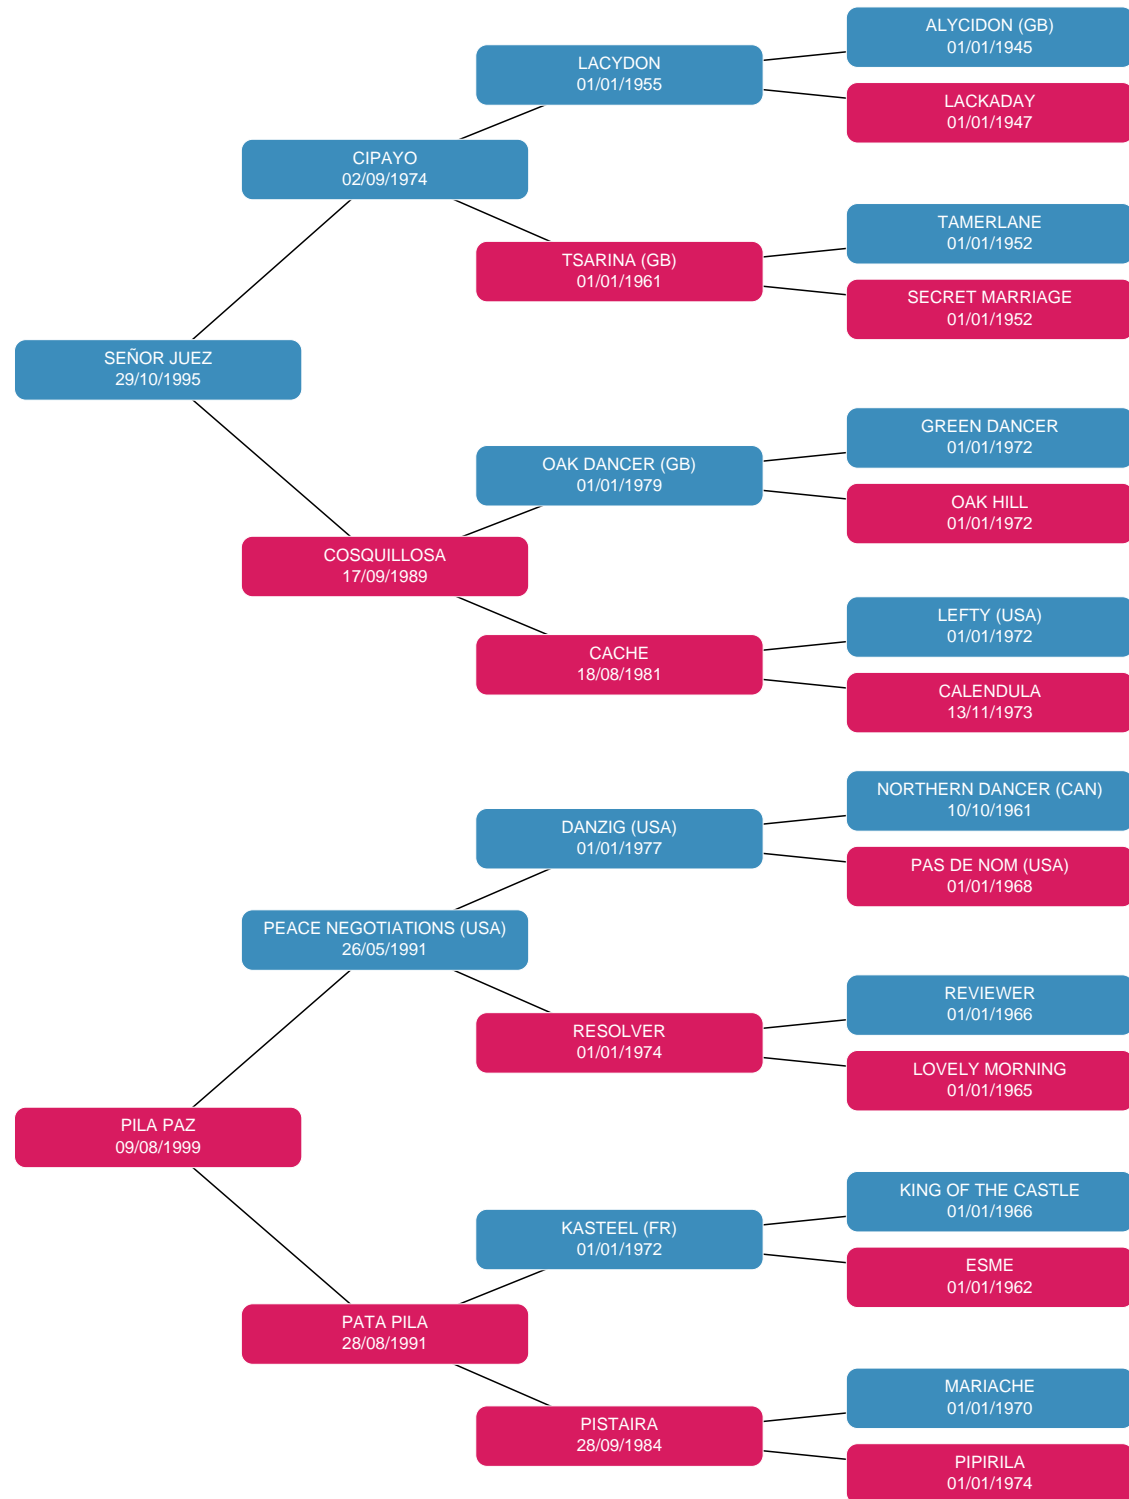 ALYCIDON (GB)
01/01/1945
LACYDON
01/01/1955
LACKADAY
01/01/1947
CIPAYO
02/09/1974
TAMERLANE
01/01/1952
TSARINA (GB)
01/01/1961
SECRET MARRIAGE
01/01/1952
SEÑOR JUEZ
29/10/1995
GREEN DANCER
01/01/1972
OAK DANCER (GB)
01/01/1979
OAK HILL
01/01/1972
COSQUILLOSA
17/09/1989
LEFTY (USA)
01/01/1972
CACHE
18/08/1981
CALENDULA
13/11/1973
NORTHERN DANCER (CAN)
10/10/1961
DANZIG (USA)
01/01/1977
PAS DE NOM (USA)
01/01/1968
PEACE NEGOTIATIONS (USA)
26/05/1991
REVIEWER
01/01/1966
RESOLVER
01/01/1974
LOVELY MORNING
01/01/1965
PILA PAZ
09/08/1999
KING OF THE CASTLE
01/01/1966
KASTEEL (FR)
01/01/1972
ESME
01/01/1962
PATA PILA
28/08/1991
MARIACHE
01/01/1970
PISTAIRA
28/09/1984
PIPIRILA
01/01/1974